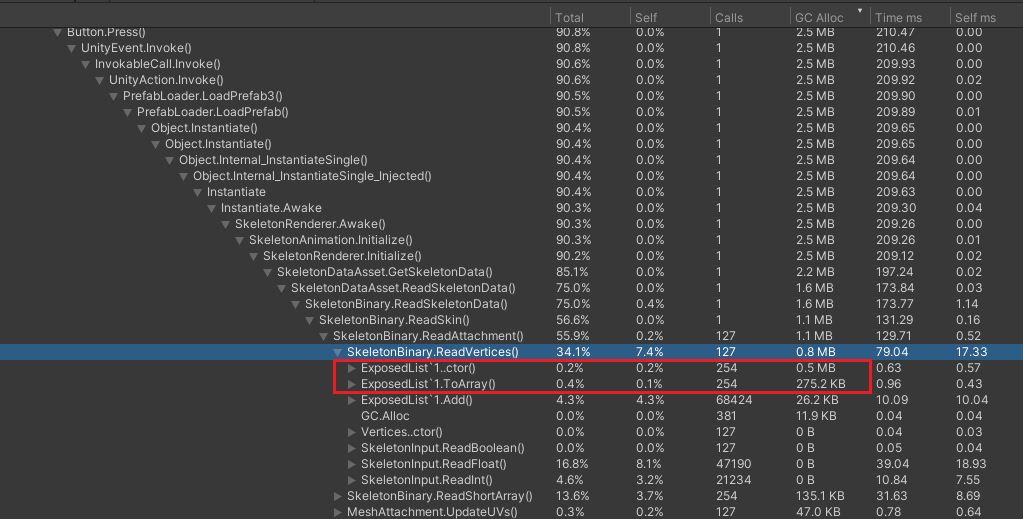 Total Self Calls GC Alloc Time ms Self ms
Button.Press() 90.8% 0.0% 1 2.5 MB 210.47 0.00
UnityEvent.Invoke() 90.8% 0.0% 1 2.5 MB 210.46 0.00
InvokableCall.Invoke() 90.6% 0.0% 1 2.5 MB 209.93 0.00
UnityAction.Invoke() 90.6% 0.0% 1 2.5 MB 209.92 0.02
PrefabLoader.LoadPrefab3() 90.5% 0.0% 1 2.5 MB 209.90 0.00
PrefabLoader.LoadPrefab() 90.5% 0.0% 1 2.5 MB 209.89 0.01
Object.Instantiate() 90.4% 0.0% 1 2.5 MB 209.65 0.00
Object.Instantiate() 90.4% 0.0% 1 2.5 MB 209.65 0.00
Object.Internal_InstantiateSingle() 90.4% 0.0% 1 2.5 MB 209.64 0.00
Object.Internal_InstantiateSingle_Injected() 90.4% 0.0% 1 2.5 MB 209.64 0.00
Instantiate 90.4% 0.0% 1 2.5 MB 209.63 0.00
Instantiate.Awake 90.3% 0.0% 1 2.5 MB 209.30 0.04
SkeletonRenderer.Awake() 90.3% 0.0% 1 2.5 MB 209.26 0.00
SkeletonAnimation.Initialize() 90.3% 0.0% 1 2.5 MB 209.26 0.01
SkeletonRenderer.Initialize() 90.2% 0.0% 1 2.5 MB 209.12 0.02
SkeletonDataAsset.GetSkeletonData() 85.1% 0.0% 1 2.2 MB 197.24 0.02
SkeletonDataAsset.ReadSkeletonData() 75.0% 0.0% 1 1.6 MB 173.84 0.03
SkeletonBinary.ReadSkeletonData() 75.0% 0.4% 1 1.6 MB 173.77 1.14
SkeletonBinary.ReadSkin() 56.6% 0.0% 1 1.1 MB 131.29 0.16
SkeletonBinary.ReadAttachment() 55.9% 0.2% 127 1.1 MB 129.71 0.52
SkeletonBinary.ReadVertices() 34.1% 7.4% 127 0.8 MB 79.04 17.33
ExposedList`1..ctor() 0.2% 0.2% 254 0.5 MB 0.63 0.57
ExposedList`1.ToArray() 0.4% 0.1% 254 275.2 KB 0.96 0.43
ExposedList`1.Add() 4.3% 4.3% 68424 26.2 KB 10.09 10.04
GC.Alloc 0.0% 0.0% 381 11.9 KB 0.04 0.04
Vertices..ctor() 0.0% 0.0% 127 0 B 0.04 0.03
SkeletonInput.ReadBoolean() 0.0% 0.0% 127 0 B 0.05 0.04
SkeletonInput.ReadFloat() 16.8% 8.1% 47190 0 B 39.04 18.93
SkeletonInput.ReadInt() 4.6% 3.2% 21234 0 B 10.84 7.55
SkeletonBinary.ReadShortArray() 13.6% 3.7% 254 135.1 KB 31.63 8.69
MeshAttachment.UpdateUVs() 0.3% 0.2% 127 47.0 KB 0.78 0.64